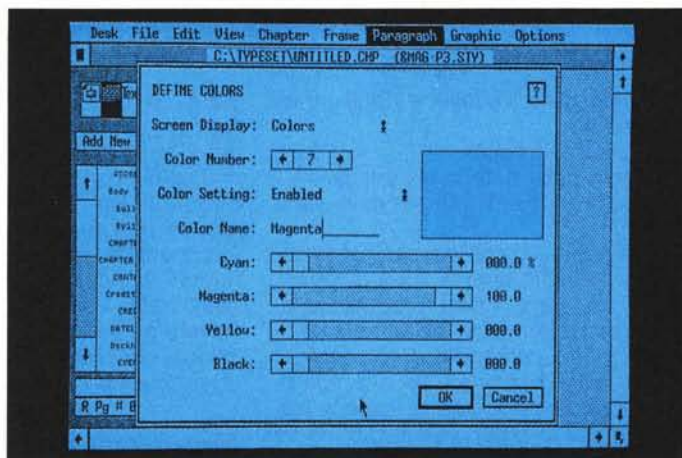 Desk File Edit View Chapter Frame Paragraph Graphic Options
C:\TYPESET\UNTITLED.CHP (&MAG-P3.STY)
DEFINE COLORS ?
Screen Display: Colors
Add New
Color Number: 7
Color Setting: Enabled
Color Name: Magenta
Cyan: 000.0 %
Magenta: 100.0
Yellow: 000.0
Black: 000.0
OK Cancel
R Pg #